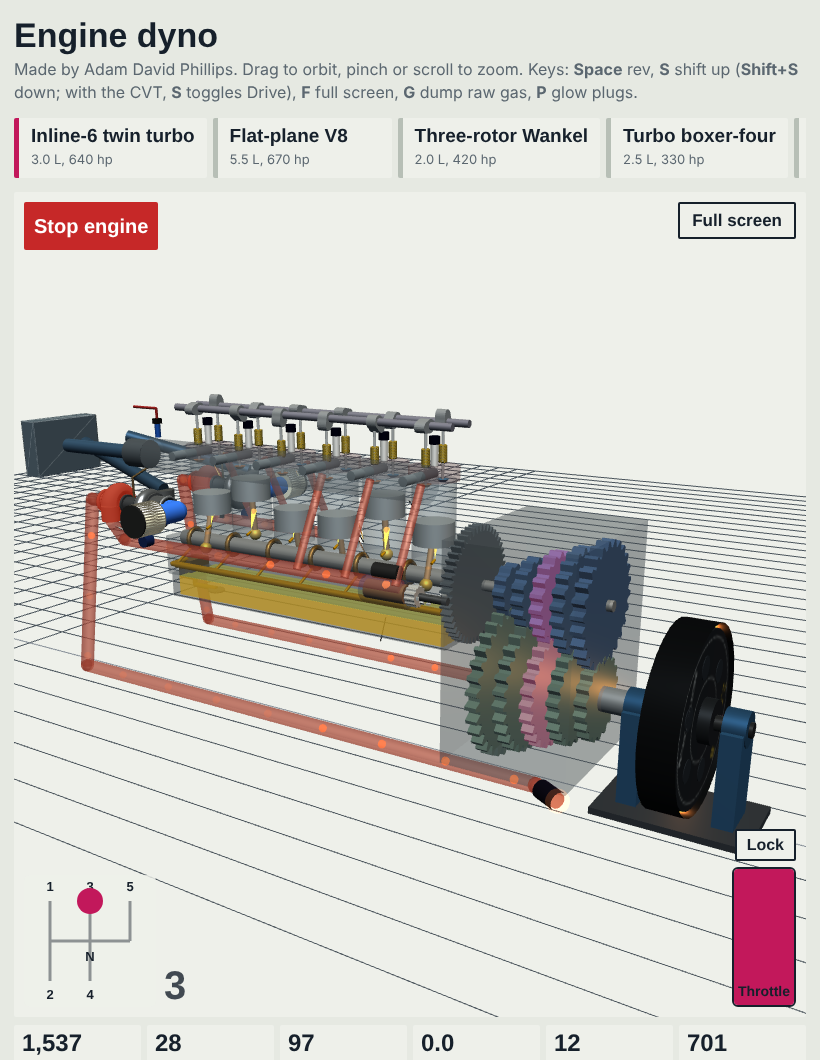 Engine dyno
Made by Adam David Phillips. Drag to orbit, pinch or scroll to zoom. Keys: Space rev, S shift up (Shift+S
down; with the CVT, S toggles Drive), F full screen, G dump raw gas, P glow plugs.
Inline-6 twin turbo
3.0 L, 640 hp
Flat-plane V8
5.5 L, 670 hp
Three-rotor Wankel
2.0 L, 420 hp
Turbo boxer-four
2.5 L, 330 hp
Stop engine
Full screen
Lock
Throttle
1 3 5
N
2 4
3
1,537 28 97 0.0 12 701